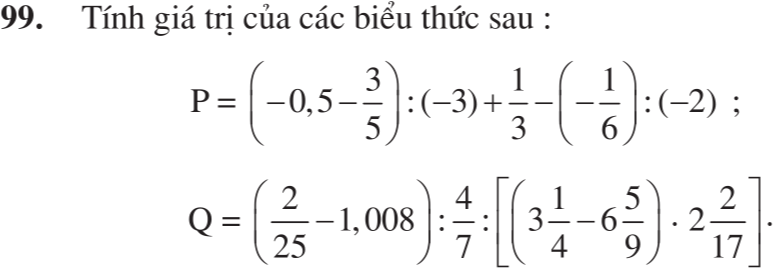 99. Tính giá trị của các biểu thức sau :
P = (−0,5 − 3/5) : (−3) + 1/3 − (−1/6) : (−2) ;
Q = (2/25 − 1,008) : 4/7 : [(3 1/4 − 6 5/9) . 2 2/17].